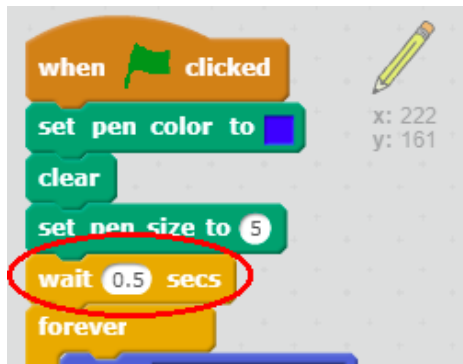 when clicked
set pen color to
x: 222
y: 161
clear
set pen size to 5
wait 0.5 secs
forever